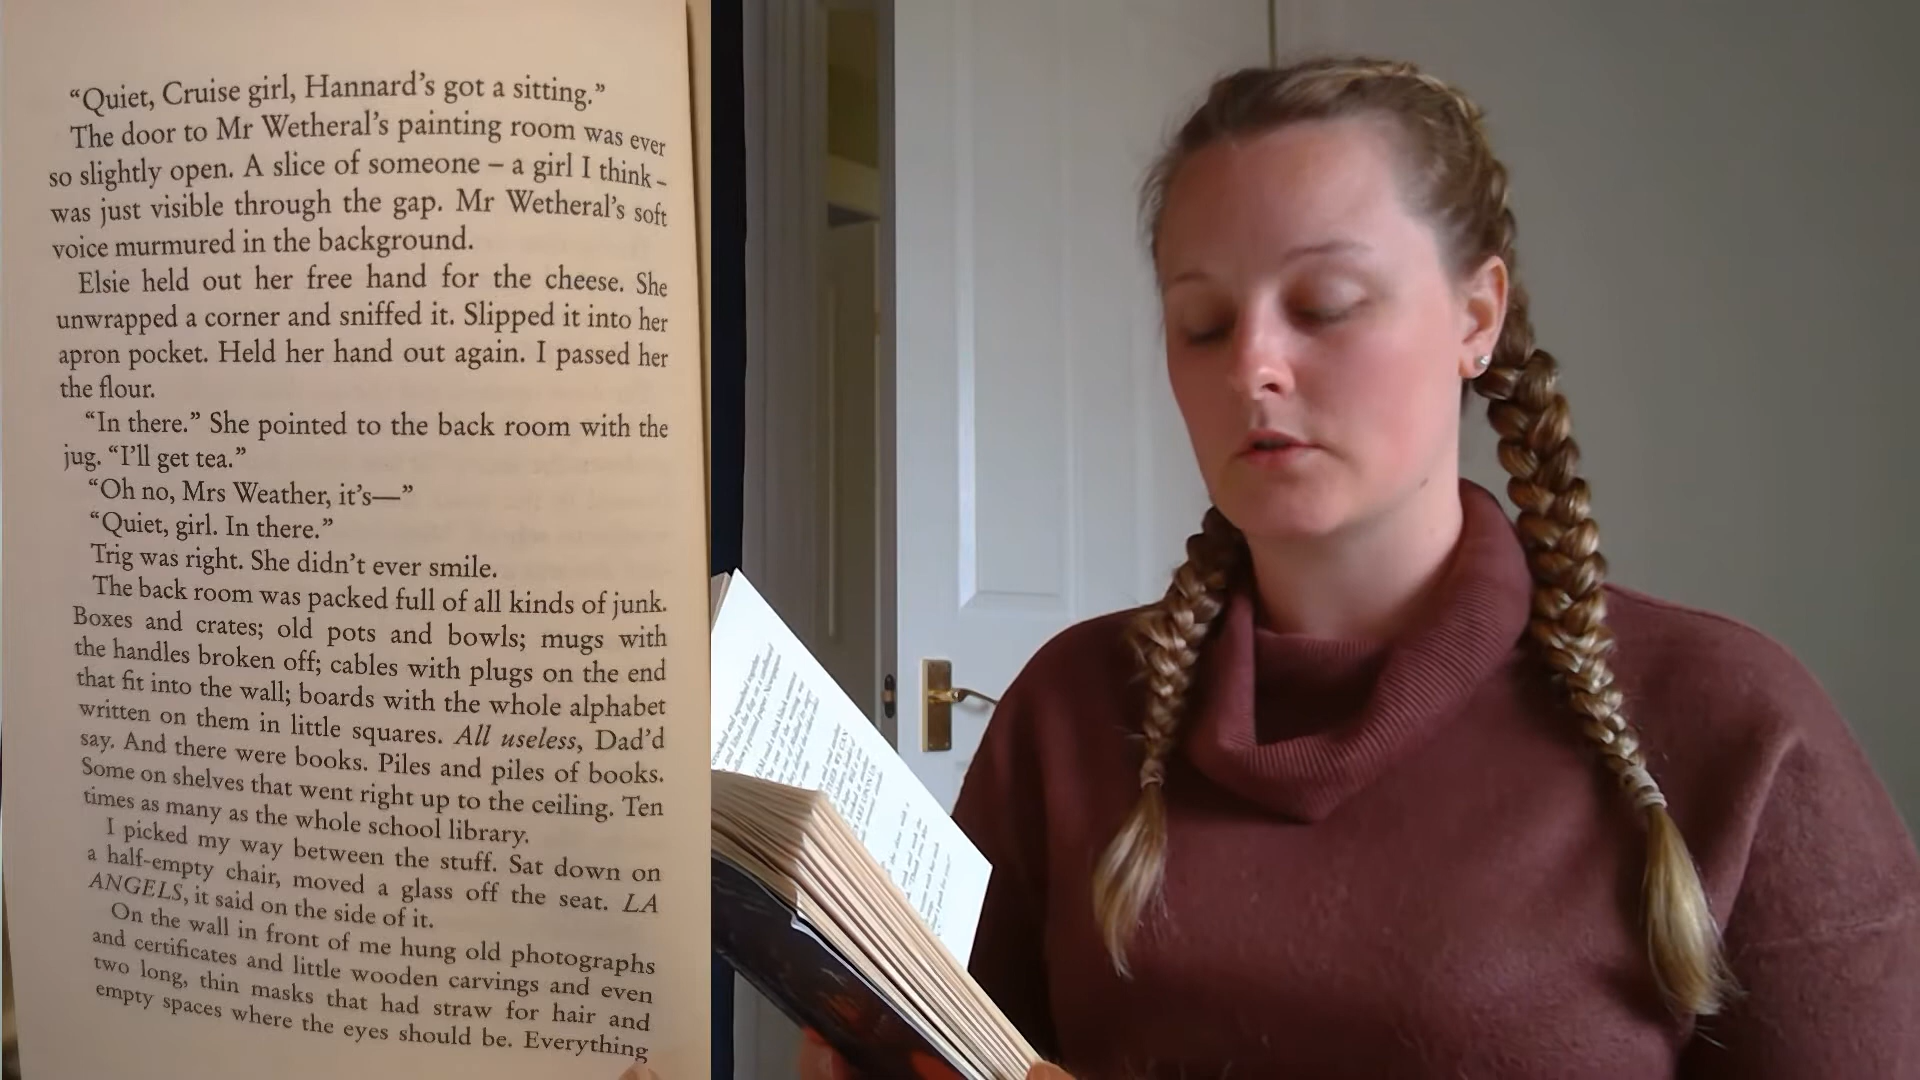 “Quiet, Cruise girl, Hannard’s got a sitting.”
The door to Mr Wetheral’s painting room was ever
so slightly open. A slice of someone – a girl I think –
was just visible through the gap. Mr Wetheral’s soft
voice murmured in the background.
Elsie held out her free hand for the cheese. She
unwrapped a corner and sniffed it. Slipped it into her
apron pocket. Held her hand out again. I passed her
the flour.
“In there.” She pointed to the back room with the
jug. “I’ll get tea.”
“Oh no, Mrs Weather, it’s—”
“Quiet, girl. In there.”
Trig was right. She didn’t ever smile.
The back room was packed full of all kinds of junk.
Boxes and crates; old pots and bowls; mugs with
the handles broken off; cables with plugs on the end
that fit into the wall; boards with the whole alphabet
written on them in little squares. All useless, Dad’d
say. And there were books. Piles and piles of books.
Some on shelves that went right up to the ceiling. Ten
times as many as the whole school library.
I picked my way between the stuff. Sat down on
a half-empty chair, moved a glass off the seat. LA
ANGELS, it said on the side of it.
On the wall in front of me hung old photographs
and certificates and little wooden carvings and even
two long, thin masks that had straw for hair and
empty spaces where the eyes should be. Everything